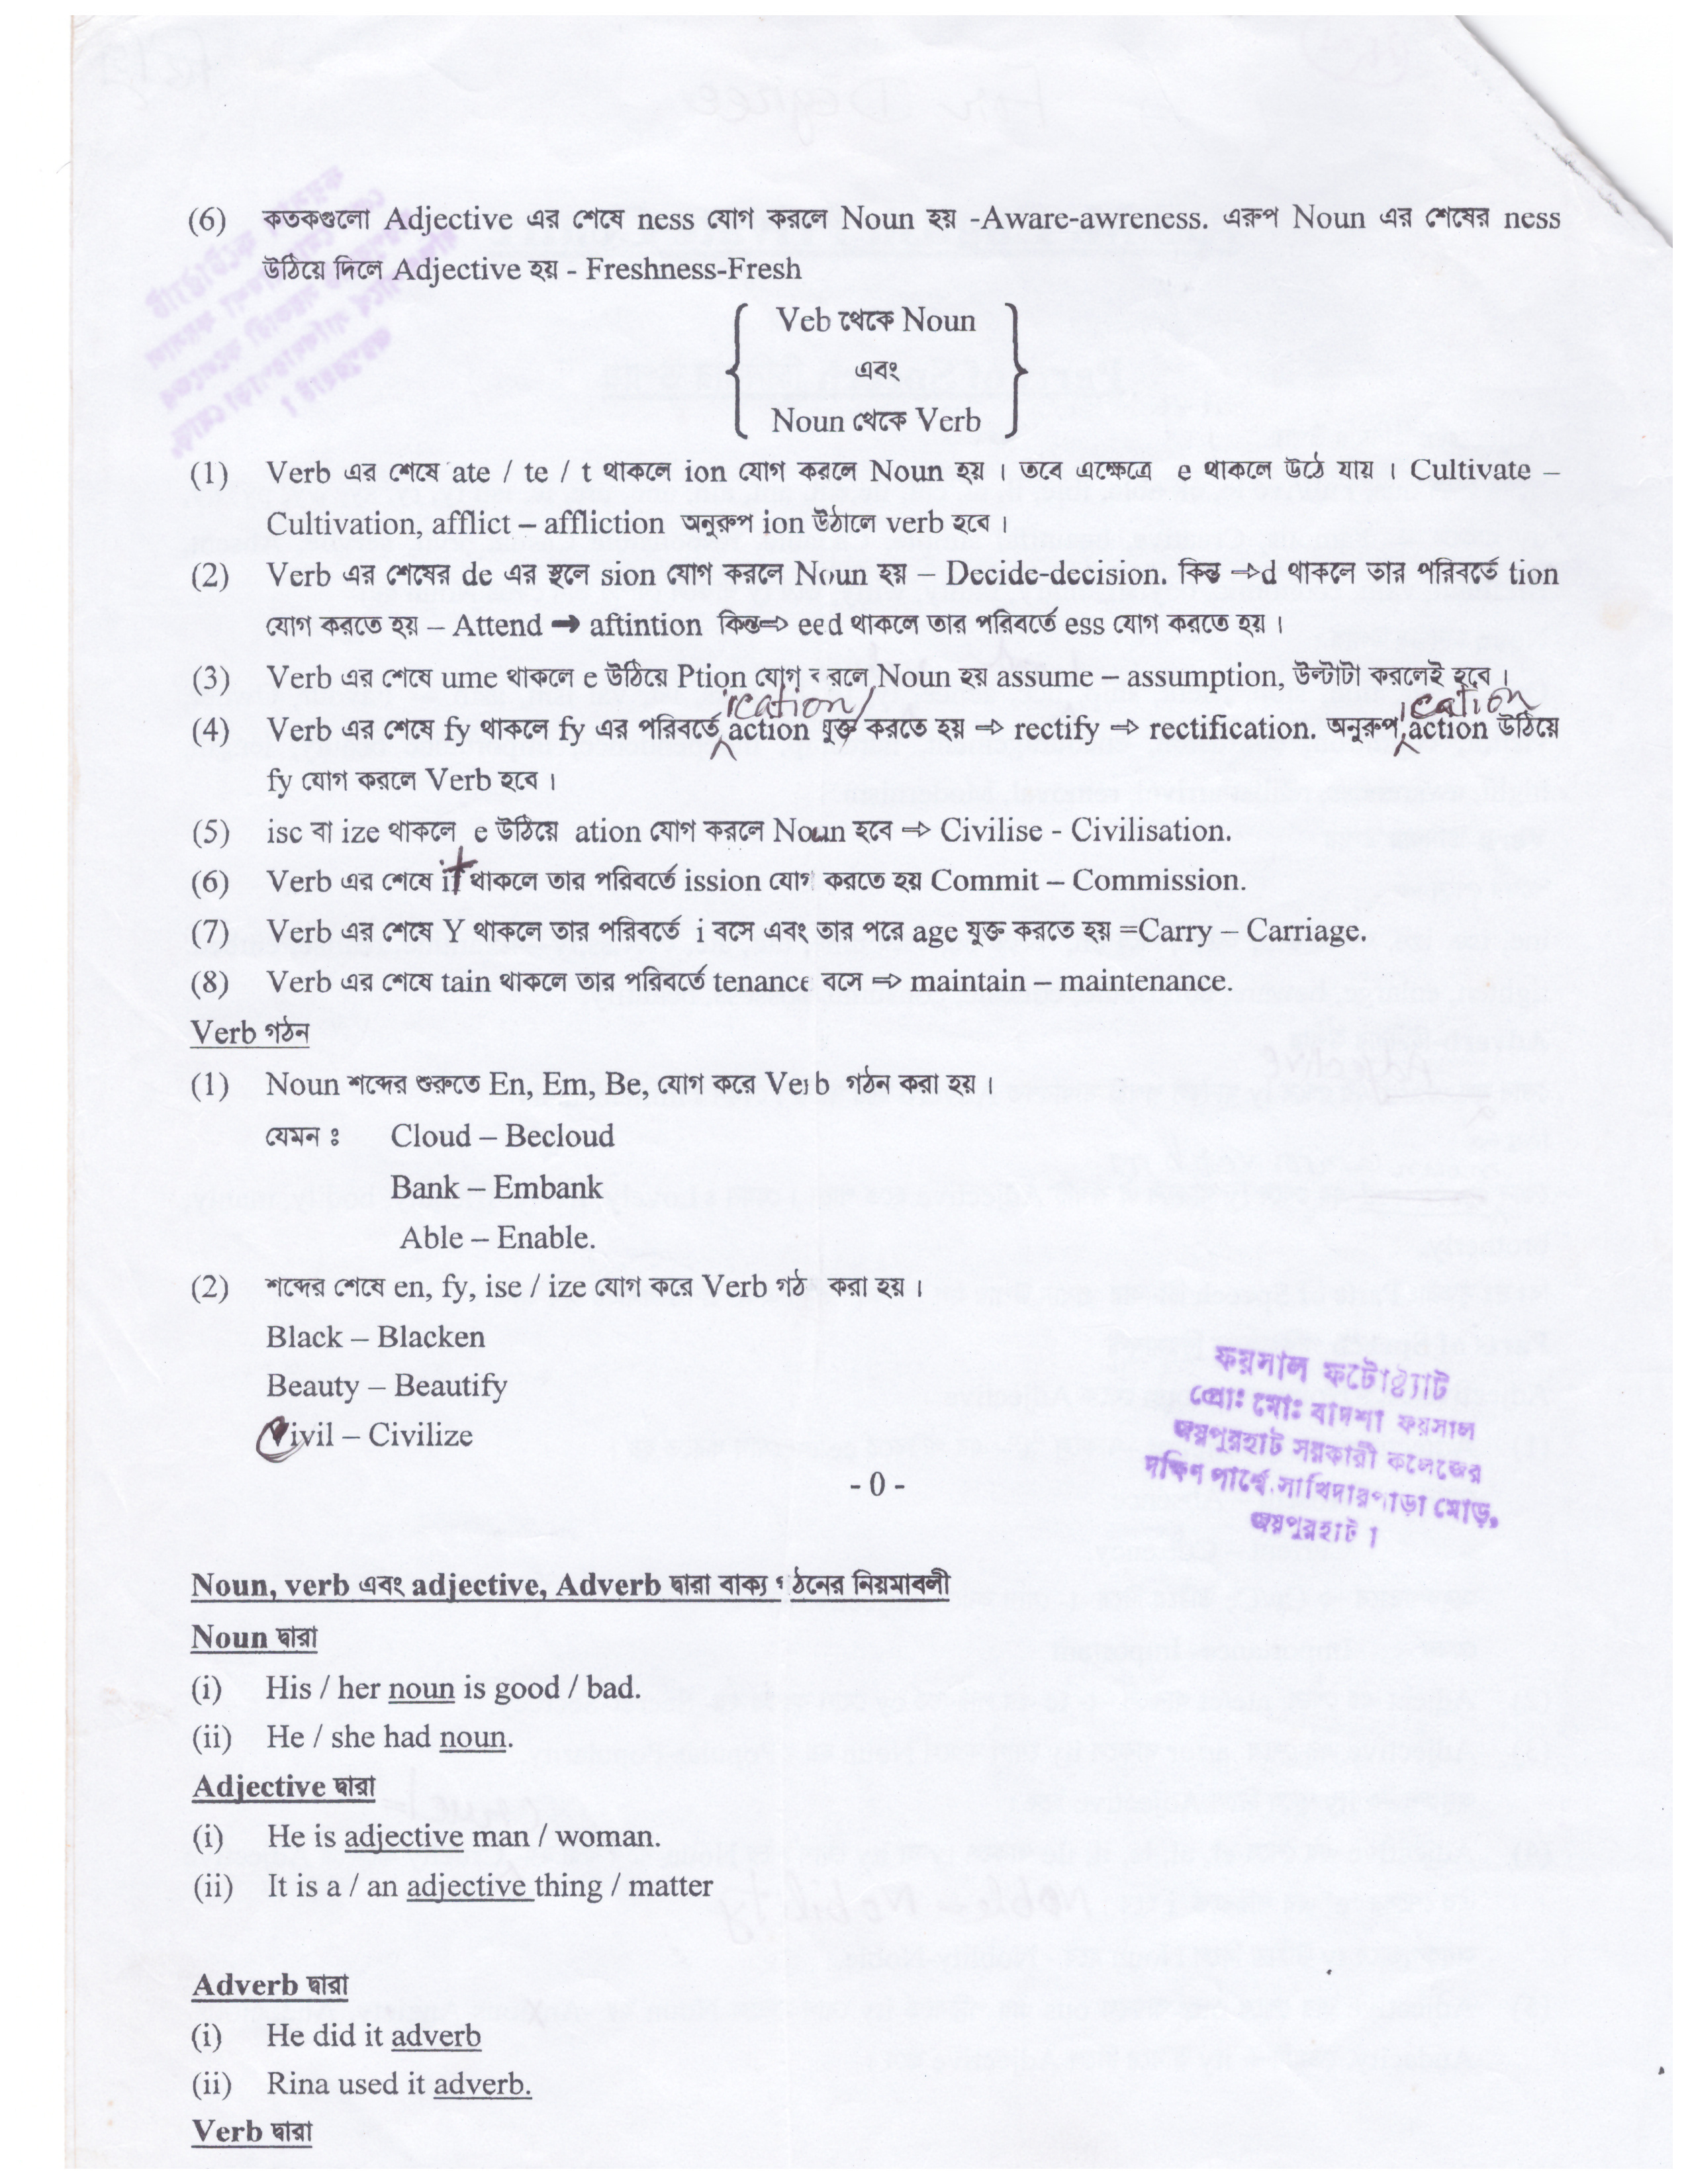 (6) কতকগুলো Adjective এর শেষে ness যোগ করলে Noun হয় -Aware-awreness. এরুপ Noun এর শেষের ness
উঠিয়ে দিলে Adjective হয় - Freshness-Fresh
Veb থেকে Noun
এবং
Noun থেকে Verb
(1) Verb এর শেষে ate / te / t থাকলে ion যোগ করলে Noun হয় । তবে এক্ষেত্রে e থাকলে উঠে যায় । Cultivate –
Cultivation, afflict – affliction অনুরুপ ion উঠালে verb হবে ।
(2) Verb এর শেষের de এর স্থলে sion যোগ করলে Noun হয় – Decide-decision. কিন্ত ⇒d থাকলে তার পরিবর্তে tion
যোগ করতে হয় – Attend ➔ aftintion কিন্ত⇒ eed থাকলে তার পরিবর্তে ess যোগ করতে হয় ।
(3) Verb এর শেষে ume থাকলে e উঠিয়ে Ption যোগ করলে Noun হয় assume – assumption, উল্টাটা করলেই হবে ।
ication / ication
(4) Verb এর শেষে fy থাকলে fy এর পরিবর্তে action যুক্ত করতে হয় ⇒ rectify ⇒ rectification. অনুরুপ action উঠিয়ে
fy যোগ করলে Verb হবে ।
(5) isc বা ize থাকলে e উঠিয়ে ation যোগ করলে Noun হবে ⇒ Civilise - Civilisation.
(6) Verb এর শেষে it থাকলে তার পরিবর্তে ission যোগ করতে হয় Commit – Commission.
(7) Verb এর শেষে Y থাকলে তার পরিবর্তে i বসে এবং তার পরে age যুক্ত করতে হয় =Carry – Carriage.
(8) Verb এর শেষে tain থাকলে তার পরিবর্তে tenance বসে ⇒ maintain – maintenance.
Verb গঠন
(1) Noun শব্দের শুরুতে En, Em, Be, যোগ করে Verb গঠন করা হয় ।
যেমন ঃ Cloud – Becloud
Bank – Embank
Able – Enable.
(2) শব্দের শেষে en, fy, ise / ize যোগ করে Verb গঠ করা হয় ।
Black – Blacken
Beauty – Beautify
Civil – Civilize
- 0 -
ফয়সাল ফটোষ্ট্যাট
প্রোঃ মোঃ বাদশা ফয়সাল
জয়পুরহাট সরকারী কলেজের
দক্ষিণ পার্শ্বে.সাখিদারপাড়া মোড়,
জয়পুরহাট ।
Noun, verb এবং adjective, Adverb দ্বারা বাক্য গঠনের নিয়মাবলী
Noun দ্বারা
(i) His / her noun is good / bad.
(ii) He / she had noun.
Adjective দ্বারা
(i) He is adjective man / woman.
(ii) It is a / an adjective thing / matter
Adverb দ্বারা
(i) He did it adverb
(ii) Rina used it adverb.
Verb দ্বারা